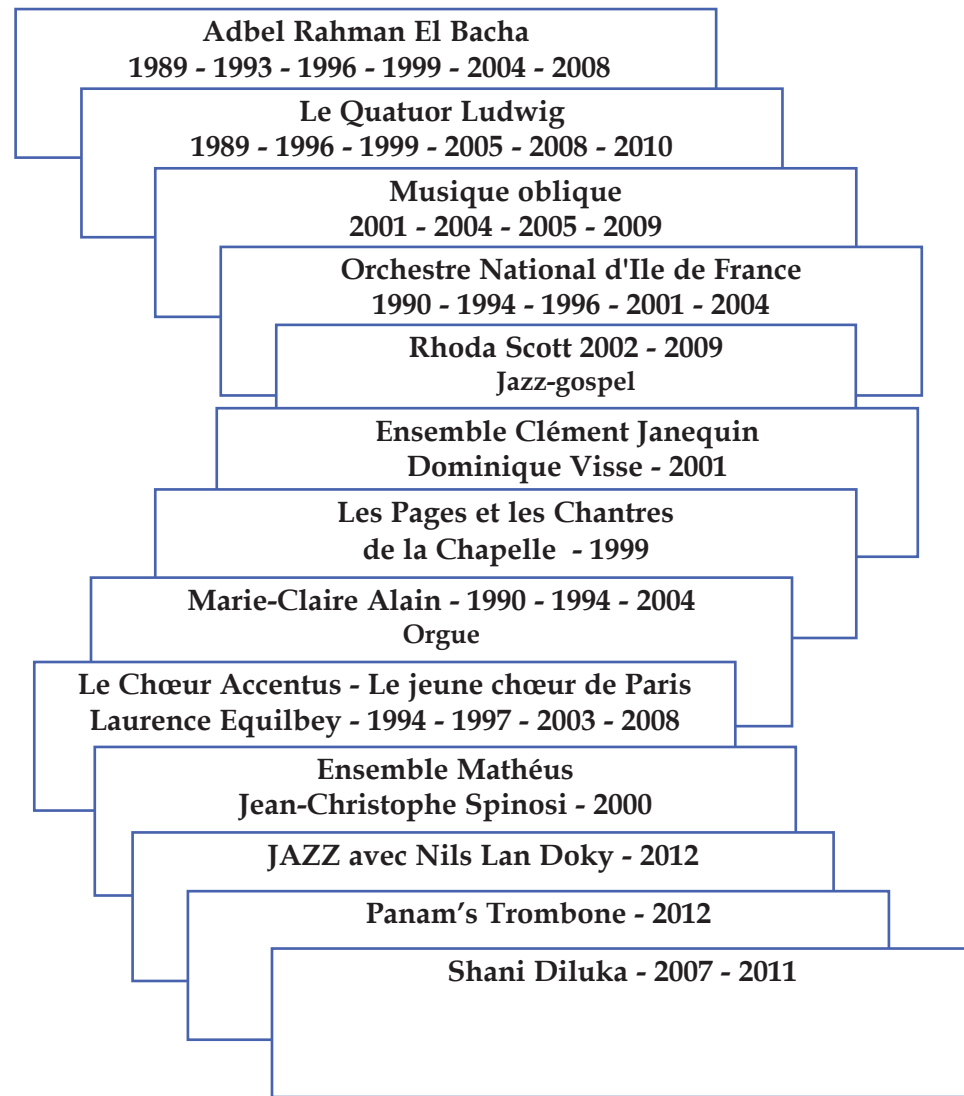 Adbel Rahman El Bacha
1989 - 1993 - 1996 - 1999 - 2004 - 2008
Le Quatuor Ludwig
1989 - 1996 - 1999 - 2005 - 2008 - 2010
Musique oblique
2001 - 2004 - 2005 - 2009
Orchestre National d'Ile de France
1990 - 1994 - 1996 - 2001 - 2004
Rhoda Scott 2002 - 2009
Jazz-gospel
Ensemble Clément Janequin
Dominique Visse - 2001
Les Pages et les Chantres
de la Chapelle - 1999
Marie-Claire Alain - 1990 - 1994 - 2004
Orgue
Le Chœur Accentus - Le jeune chœur de Paris
Laurence Equilbey - 1994 - 1997 - 2003 - 2008
Ensemble Mathéus
Jean-Christophe Spinosi - 2000
JAZZ avec Nils Lan Doky - 2012
Panam’s Trombone - 2012
Shani Diluka - 2007 - 2011